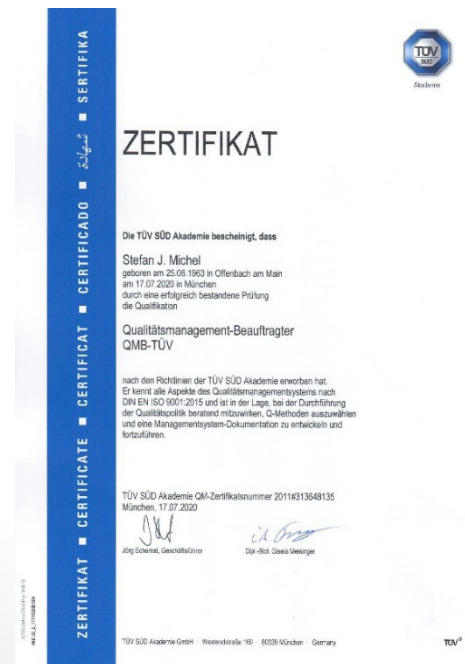 TÜV
SÜD
Akademie
ZERTIFIKAT
Die TÜV SÜD Akademie bescheinigt, dass
Stefan J. Michel
geboren am 25.06.1963 in Offenbach am Main
am 17.07.2020 in München
durch eine erfolgreich bestandene Prüfung
die Qualifikation
Qualitätsmanagement-Beauftragter
QMB-TÜV
nach den Richtlinien der TÜV SÜD Akademie erworben hat.
Er kennt alle Aspekte des Qualitätsmanagementsystems nach
DIN EN ISO 9001:2015 und ist in der Lage, bei der Durchführung
der Qualitätspolitik beratend mitzuwirken, Q-Methoden auszuwählen
und eine Managementsystem-Dokumentation zu entwickeln und
fortzuführen.
TÜV SÜD Akademie QM-Zertifikatsnummer 2011#313648135
München, 17.07.2020
Jörg Schemat, Geschäftsführer
Dipl.-Biol. Gisela Meisinger
TÜV SÜD Akademie GmbH · Westendstraße 160 · 80339 München · Germany
TÜV®
ZERTIFIKAT ■ CERTIFICATE ■ CERTIFICAT ■ CERTIFICADO ■ شهادة ■ SERTIFIKA